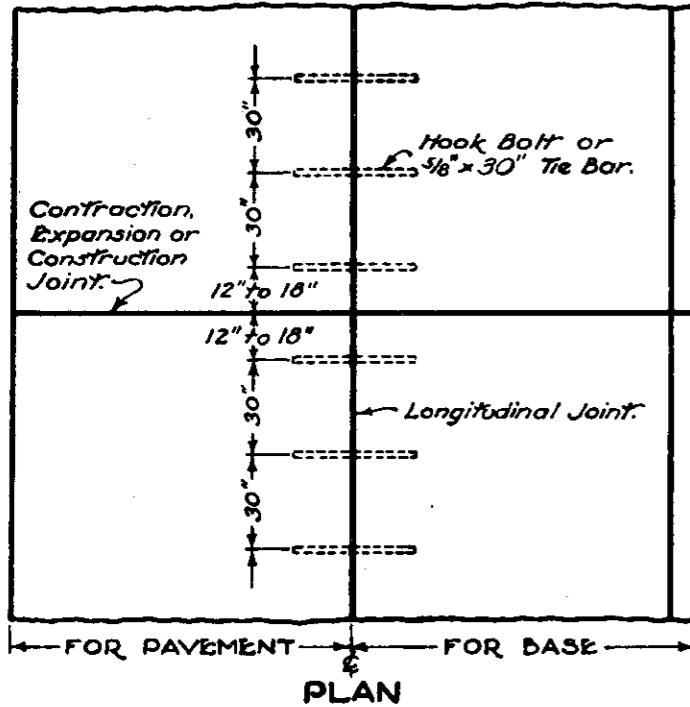 30"
Hook Bolt or
5/8" x 30" Tie Bar.
30"
Contraction,
Expansion or
Construction
Joint.
12" to 18"
12" to 18"
30"
Longitudinal Joint.
30"
FOR PAVEMENT
℄
FOR BASE
PLAN